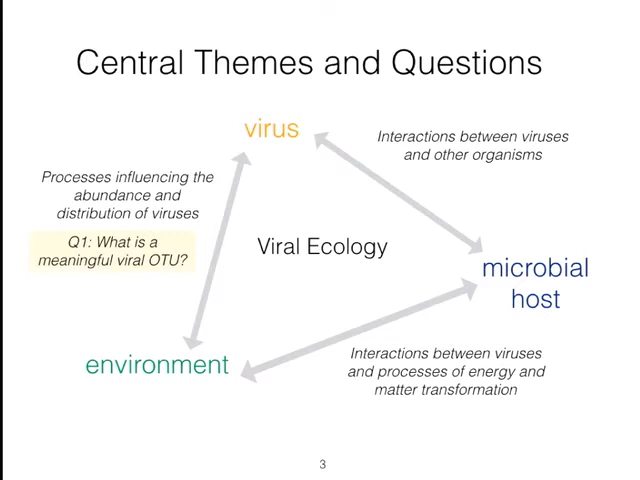 Central Themes and Questions
virus
Interactions between viruses
and other organisms
Processes influencing the
abundance and
distribution of viruses
Q1: What is a
meaningful viral OTU?
Viral Ecology
microbial
host
environment
Interactions between viruses
and processes of energy and
matter transformation
3